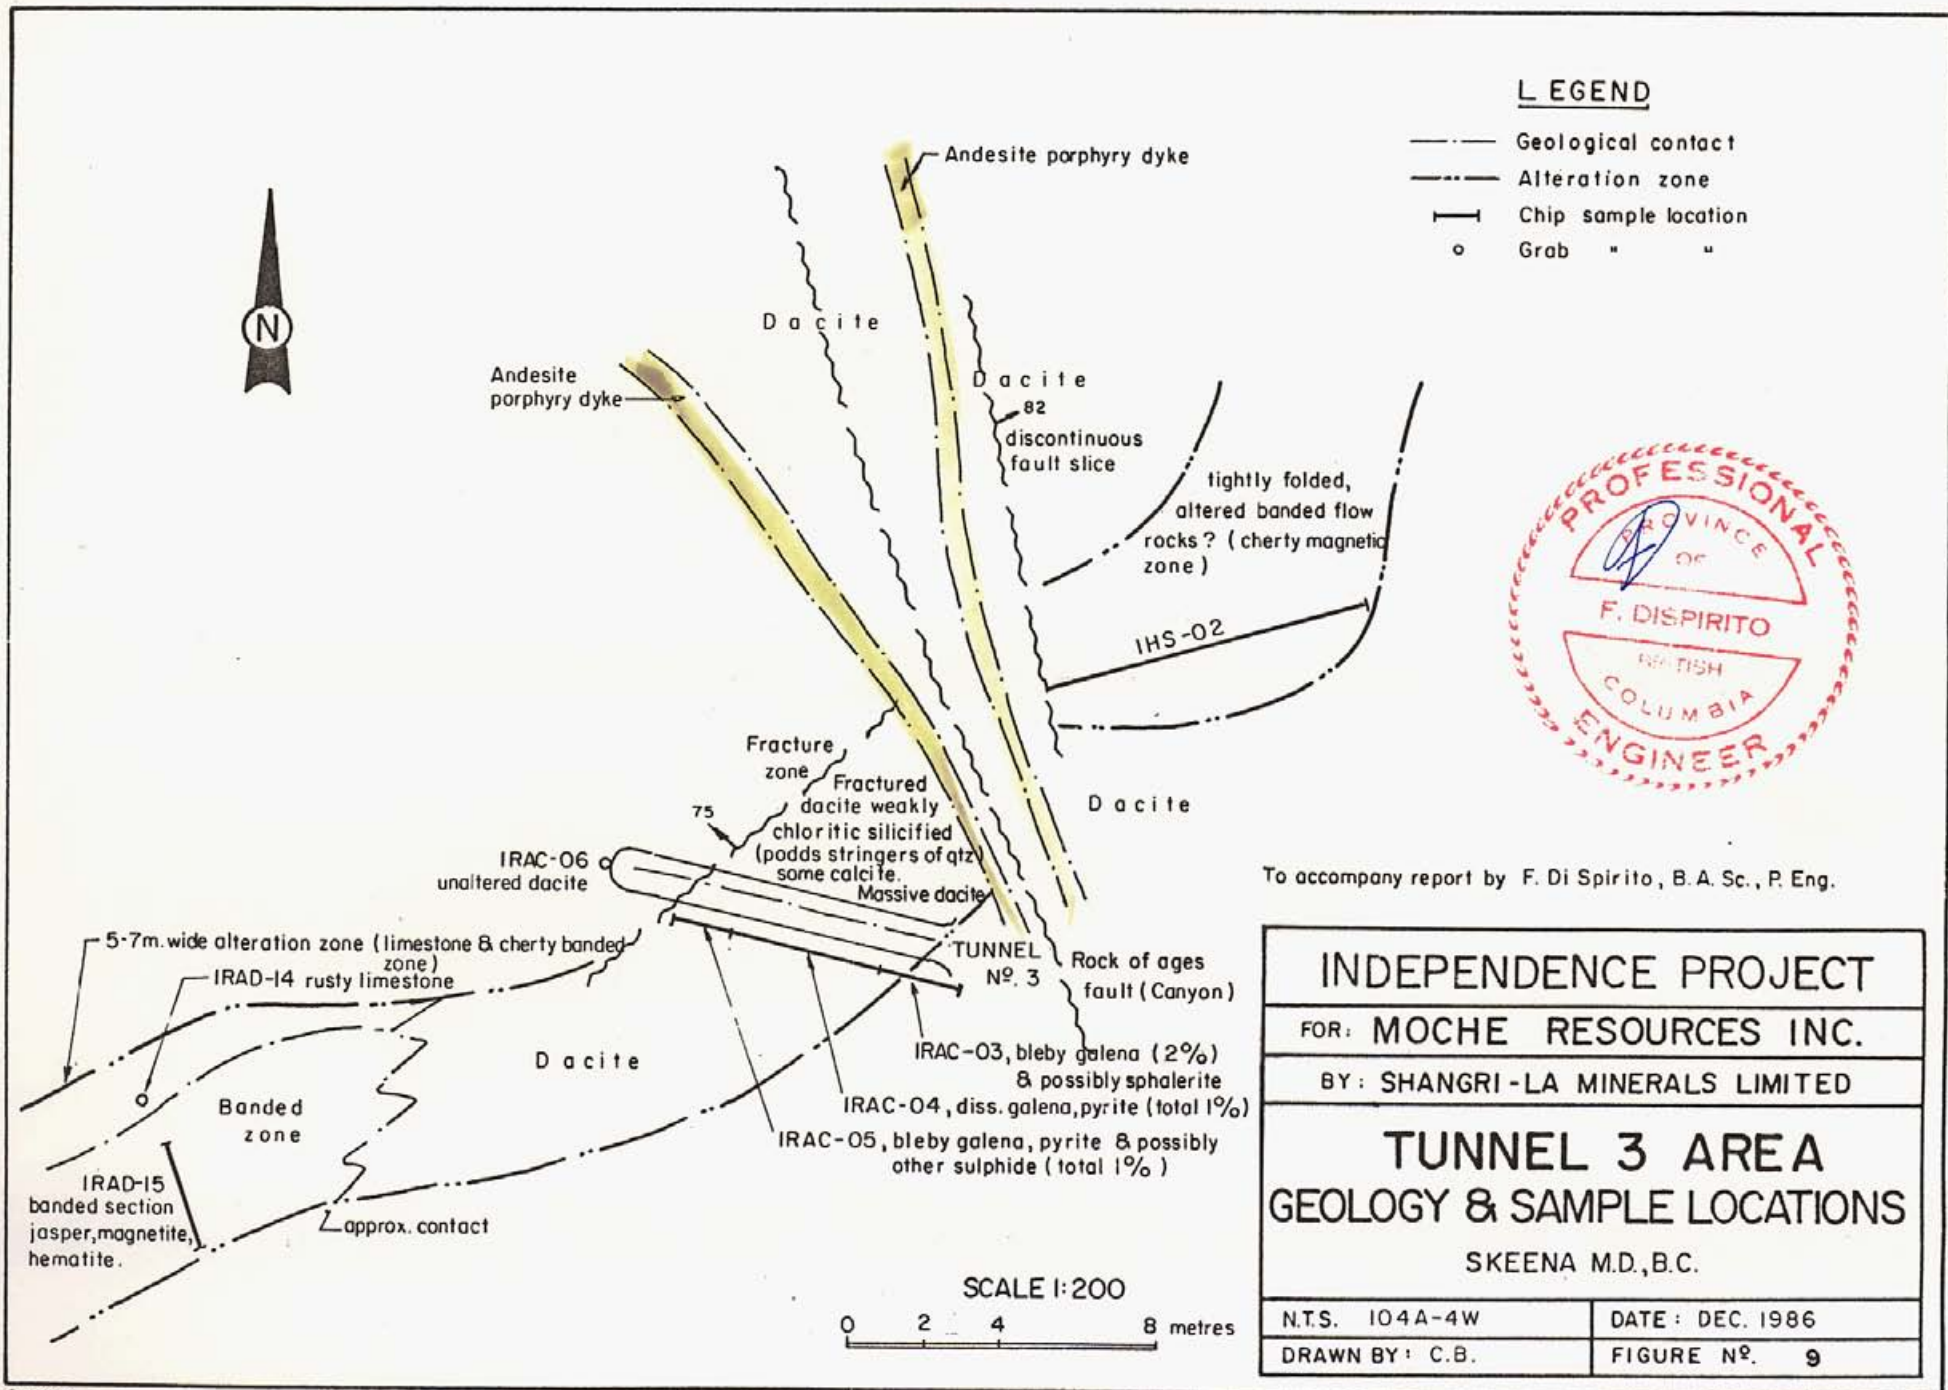 LEGEND
Geological contact
Alteration zone
Chip sample location
Grab " "
Andesite porphyry dyke
N
Dacite
Andesite
porphyry dyke
Dacite
82
discontinuous
fault slice
tightly folded,
altered banded flow
rocks? (cherty magnetic
zone)
PROFESSIONAL
PROVINCE
OF
F. DISPIRITO
BRITISH
COLUMBIA
ENGINEER
IHS-02
Fracture
zone
Fractured
dacite weakly
chloritic silicified
(podds stringers of qtz)
some calcite.
Massive dacite
75
Dacite
IRAC-06
unaltered dacite
To accompany report by F. Di Spirito, B.A. Sc., P. Eng.
5-7m. wide alteration zone (limestone & cherty banded
zone)
IRAD-14 rusty limestone
TUNNEL
Nº. 3
Rock of ages
fault (Canyon)
Dacite
IRAC-03, bleby galena (2%)
& possibly sphalerite
IRAC-04, diss. galena, pyrite (total 1%)
IRAC-05, bleby galena, pyrite & possibly
other sulphide (total 1%)
Banded
zone
IRAD-15
banded section
jasper, magnetite,
hematite.
approx. contact
SCALE 1:200
0 2 4 8 metres
INDEPENDENCE PROJECT
FOR: MOCHE RESOURCES INC.
BY: SHANGRI-LA MINERALS LIMITED
TUNNEL 3 AREA
GEOLOGY & SAMPLE LOCATIONS
SKEENA M.D., B.C.
N.T.S. 104A-4W
DATE: DEC. 1986
DRAWN BY: C.B.
FIGURE Nº. 9